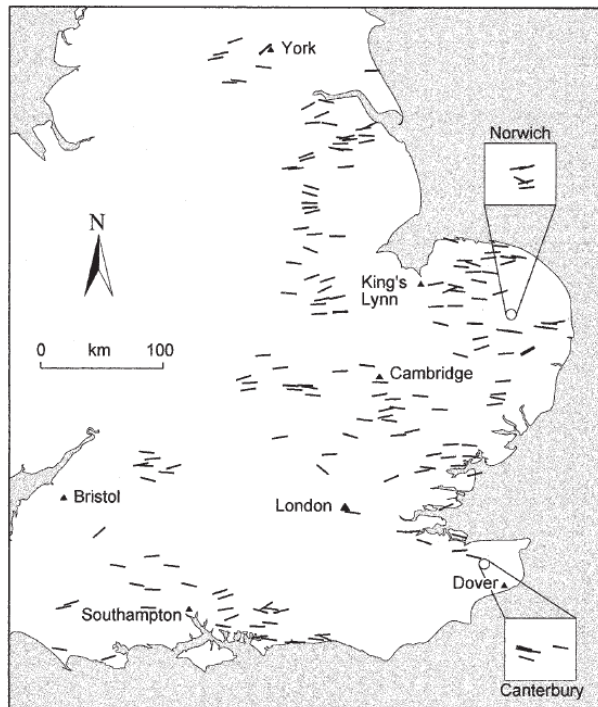 York
Norwich
N
King's
Lynn
0 km 100
Cambridge
Bristol
London
Dover
Southampton
Canterbury